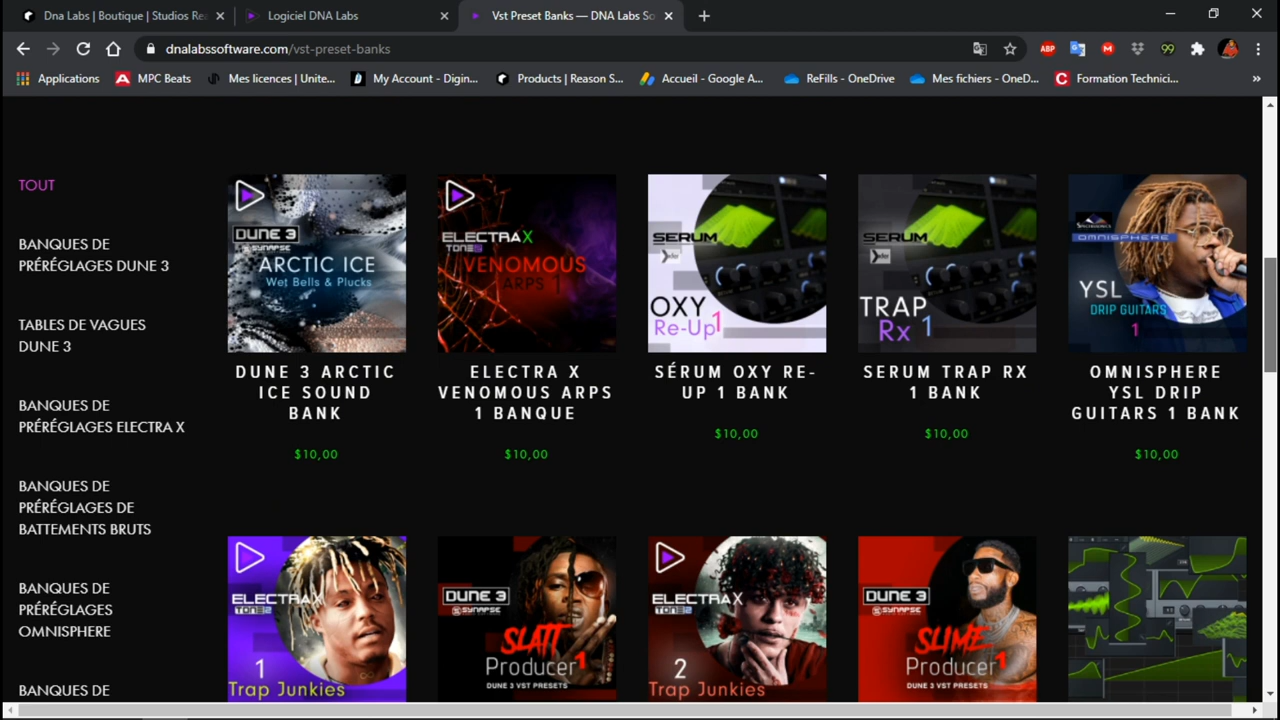 Dna Labs | Boutique | Studios Re
Logiciel DNA Labs
Vst Preset Banks — DNA Labs So
dnalabssoftware.com/vst-preset-banks
ABP
99
Applications
MPC Beats
Mes licences | Unite...
My Account - Digin...
Products | Reason S...
Accueil - Google A...
ReFills - OneDrive
Mes fichiers - OneD...
Formation Technici...
»
TOUT
BANQUES DE
PRÉRÉGLAGES DUNE 3
TABLES DE VAGUES
DUNE 3
BANQUES DE
PRÉRÉGLAGES ELECTRA X
BANQUES DE
PRÉRÉGLAGES DE
BATTEMENTS BRUTS
BANQUES DE
PRÉRÉGLAGES
OMNISPHERE
BANQUES DE
DUNE 3
SYNAPSE
ARCTIC ICE
Wet Bells & Plucks
DUNE 3 ARCTIC
ICE SOUND
BANK
$10,00
ELECTRAX
TONE2
VENOMOUS
ARPS 1
ELECTRA X
VENOMOUS ARPS
1 BANQUE
$10,00
SERUM
Xfer
OXY
Re-Up 1
SÉRUM OXY RE-
UP 1 BANK
$10,00
SERUM
Xfer
TRAP
Rx 1
SERUM TRAP RX
1 BANK
$10,00
OMNISPHERE
YSL
DRIP GUITARS
1
OMNISPHERE
YSL DRIP
GUITARS 1 BANK
$10,00
ELECTRAX
TONE2
1
Trap Junkies
DUNE 3
SYNAPSE
SLATT
Producer 1
DUNE 3 VST PRESETS
ELECTRAX
TONE2
2
Trap Junkies
DUNE 3
SYNAPSE
SLIME
Producer 1
DUNE 3 VST PRESETS